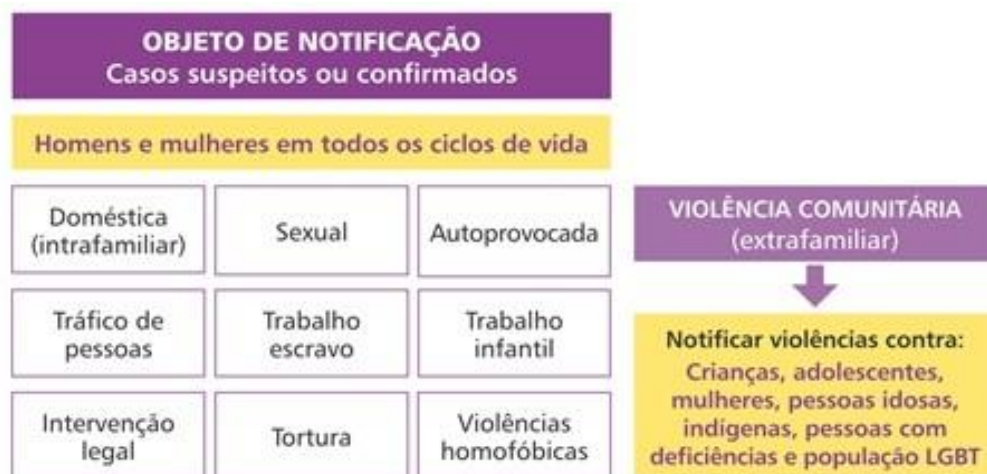 OBJETO DE NOTIFICAÇÃO
Casos suspeitos ou confirmados
Homens e mulheres em todos os ciclos de vida
Doméstica
(intrafamiliar)
Sexual
Autoprovocada
Tráfico de
pessoas
Trabalho
escravo
Trabalho
infantil
Intervenção
legal
Tortura
Violências
homofóbicas
VIOLÊNCIA COMUNITÁRIA
(extrafamiliar)
Notificar violências contra:
Crianças, adolescentes,
mulheres, pessoas idosas,
indígenas, pessoas com
deficiências e população LGBT